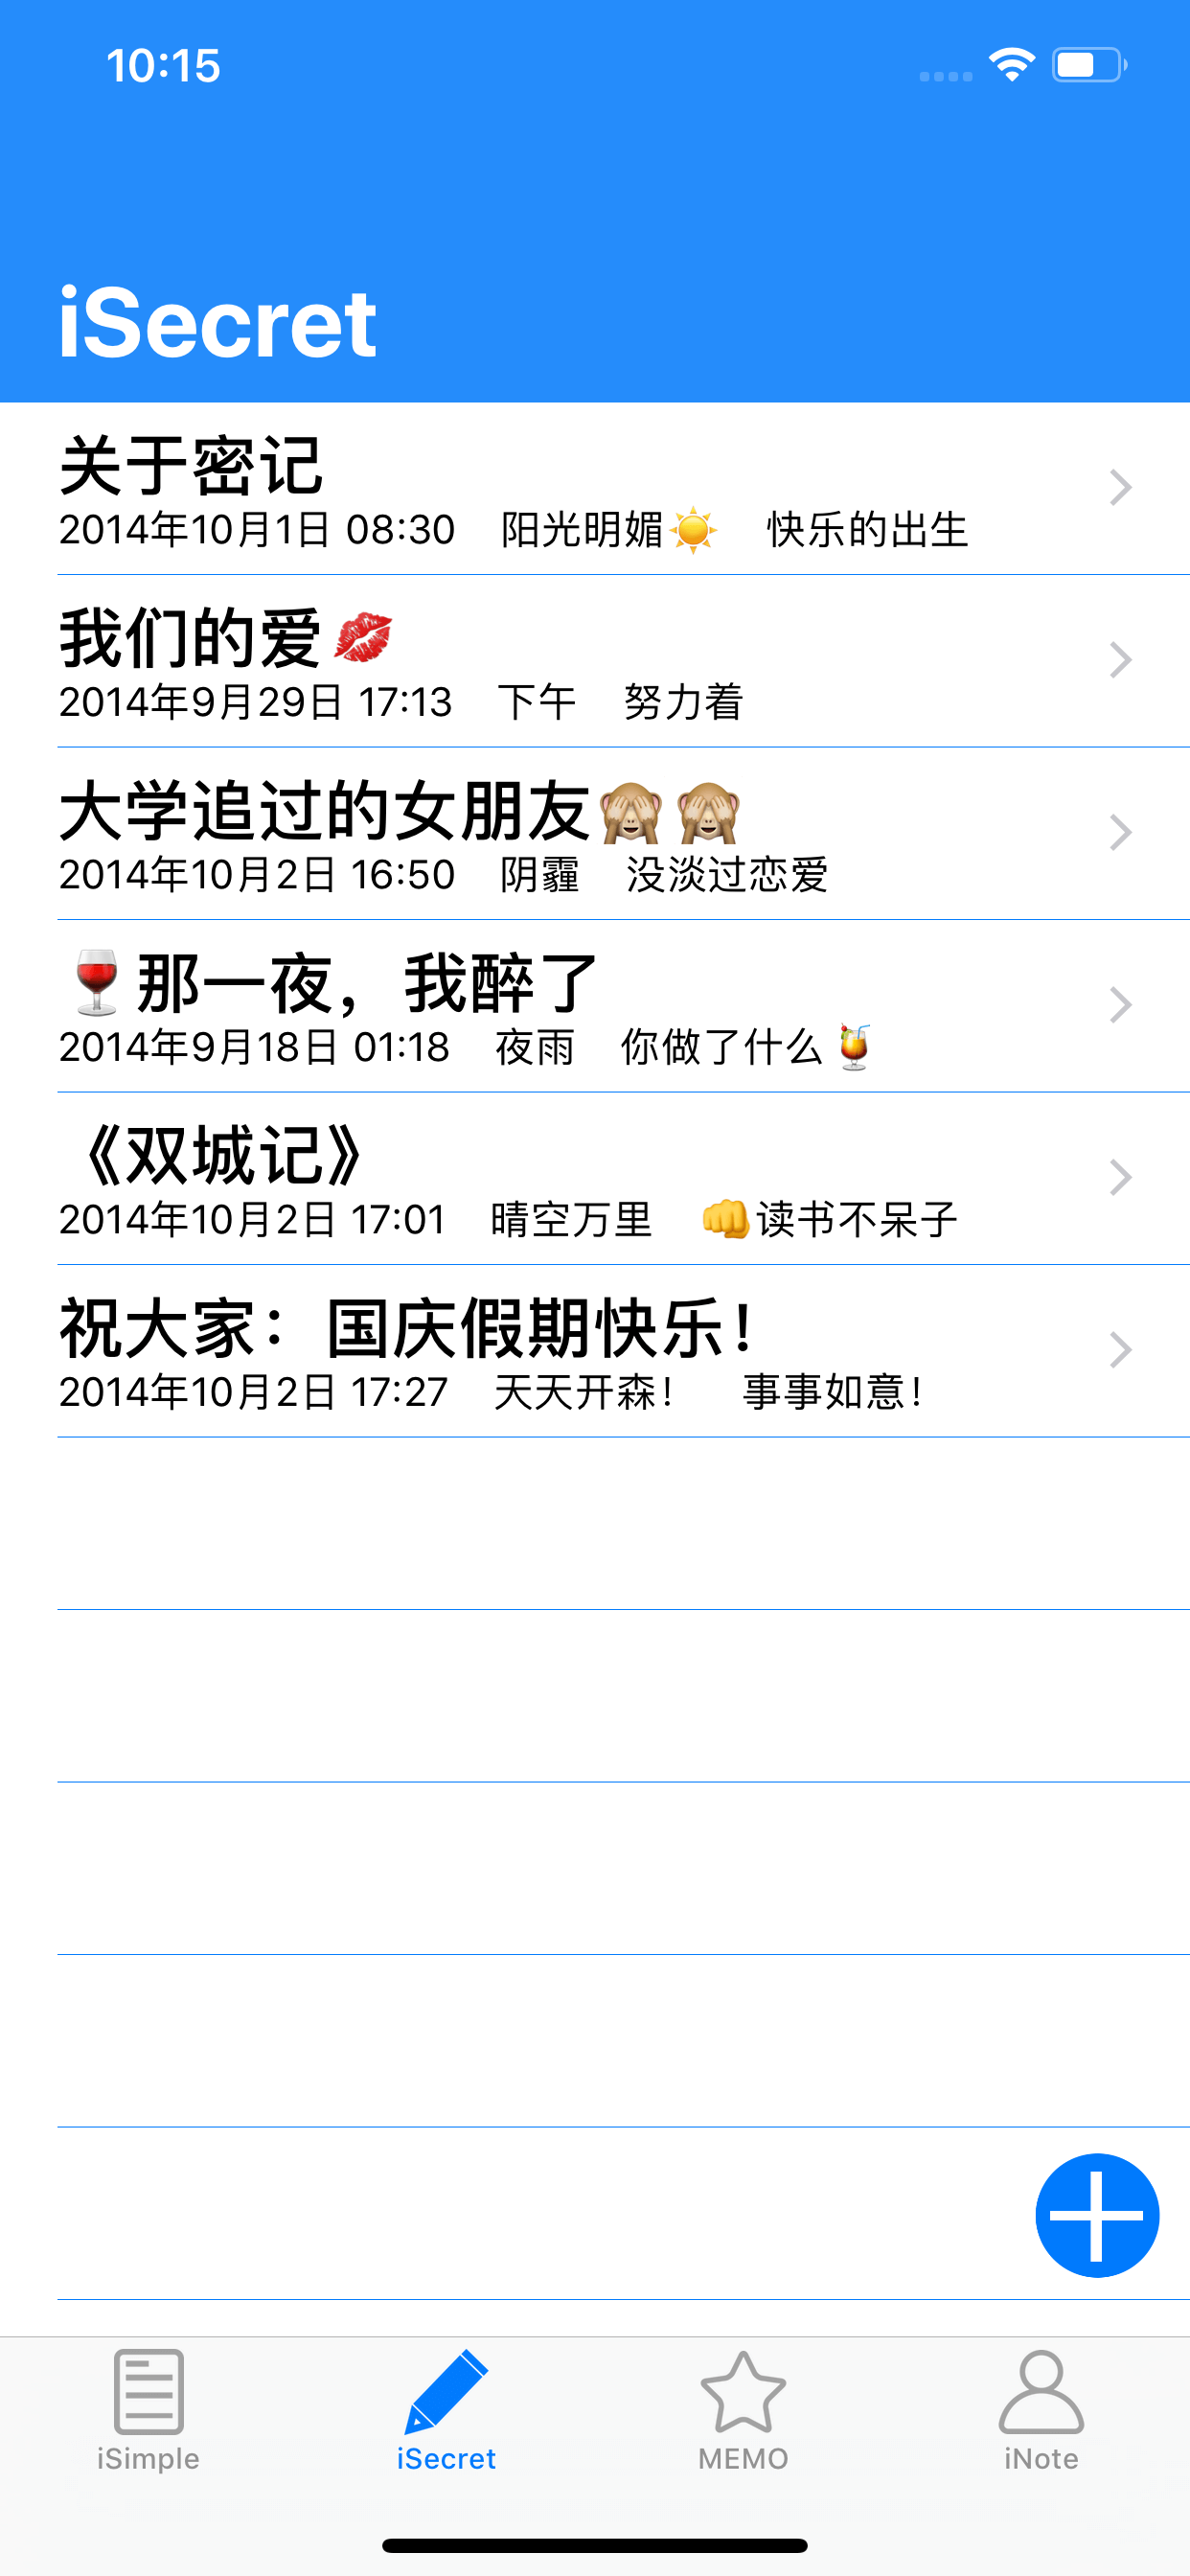 10:15
iSecret
关于密记
2014年10月1日 08:30 阳光明媚☀️ 快乐的出生
我们的爱💋
2014年9月29日 17:13 下午 努力着
大学追过的女朋友🙈🙈
2014年10月2日 16:50 阴霾 没淡过恋爱
🍷那一夜，我醉了
2014年9月18日 01:18 夜雨 你做了什么🍹
《双城记》
2014年10月2日 17:01 晴空万里 👊读书不呆子
祝大家：国庆假期快乐！
2014年10月2日 17:27 天天开森！ 事事如意！
iSimple
iSecret
MEMO
iNote